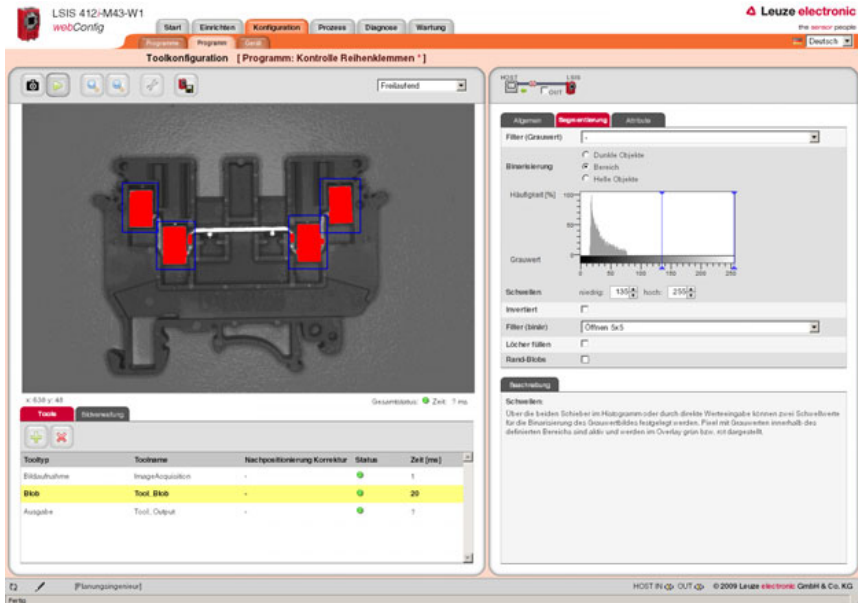 LSIS 412i-M43-W1
webConfig
Start Einrichten Konfiguration Prozess Diagnose Wartung
Programme Programm Gerät
Leuze electronic
the sensor people
Deutsch
Toolkonfiguration [Programm: Kontrolle Reihenklemmen *]
Freilaufend
x: 638 y: 48
Gesamtstatus: Zeit: ? ms
Tools Bildverwaltung
Tooltyp Toolname Nachpositionierung Korrektur Status Zeit [ms]
Bildaufnahme ImageAcquisition - 1
Blob Tool_Blob - 20
Ausgabe Tool_Output - 1
HOST LSIS
OUT
Allgemein Segmentierung Attribute
Filter (Grauwert) -
Binarisierung
Dunkle Objekte
Bereich
Helle Objekte
Häufigkeit [%]
100
50
0
Grauwert
0 50 100 150 200 250
Schwellen niedrig: 135 hoch: 255
Invertiert
Filter (binär) Öffnen 5x5
Löcher füllen
Rand-Blobs
Beschreibung
Schwellen:
Über die beiden Schieber im Histogramm oder durch direkte Werteeingabe können zwei Schwellwerte
für die Binarisierung des Grauwertbildes festgelegt werden. Pixel mit Grauwerten innerhalb des
definierten Bereichs sind aktiv und werden im Overlay grün bzw. rot dargestellt.
[Planungsingenieur]
HOST IN OUT © 2009 Leuze electronic GmbH & Co. KG
Fertig